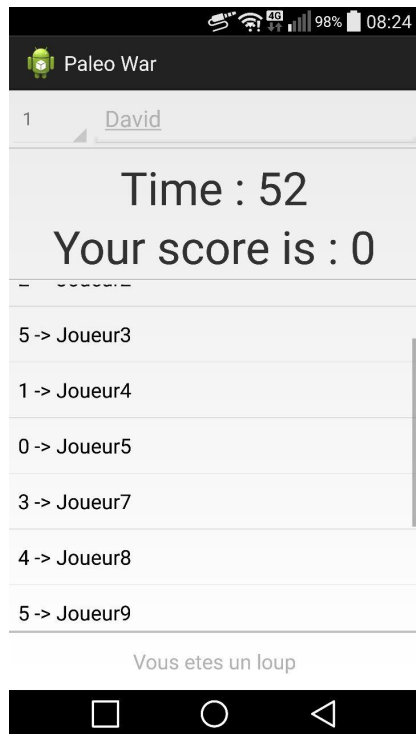 4G 98% 08:24
Paleo War
1 David
Time : 52
Your score is : 0
5 -> Joueur3
1 -> Joueur4
0 -> Joueur5
3 -> Joueur7
4 -> Joueur8
5 -> Joueur9
Vous etes un loup